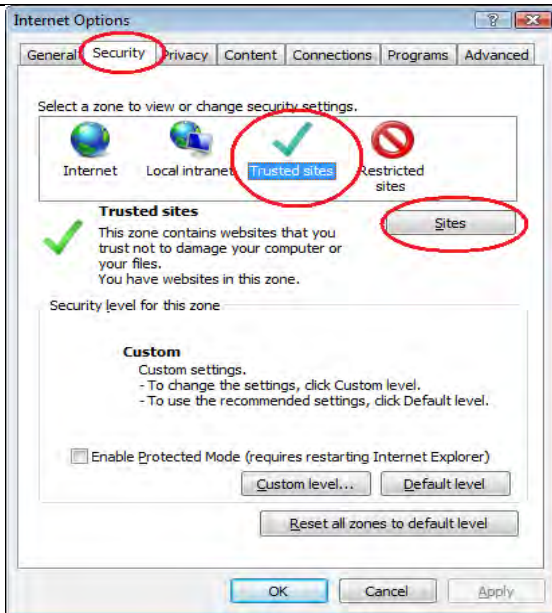 Internet Options
General Security Privacy Content Connections Programs Advanced
Select a zone to view or change security settings.
Internet Local intranet Trusted sites Restricted sites
Trusted sites
Sites
This zone contains websites that you
trust not to damage your computer or
your files.
You have websites in this zone.
Security level for this zone
Custom
Custom settings.
- To change the settings, click Custom level.
- To use the recommended settings, click Default level.
Enable Protected Mode (requires restarting Internet Explorer)
Custom level... Default level
Reset all zones to default level
OK Cancel Apply